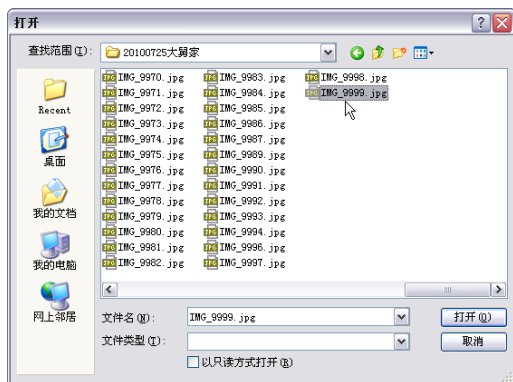 打开
查找范围(I):
20100725大舅家
IMG_9970.jpg
IMG_9971.jpg
IMG_9972.jpg
IMG_9973.jpg
IMG_9974.jpg
IMG_9975.jpg
IMG_9976.jpg
IMG_9977.jpg
IMG_9978.jpg
IMG_9979.jpg
IMG_9980.jpg
IMG_9981.jpg
IMG_9982.jpg
IMG_9983.jpg
IMG_9984.jpg
IMG_9985.jpg
IMG_9986.jpg
IMG_9987.jpg
IMG_9989.jpg
IMG_9990.jpg
IMG_9991.jpg
IMG_9992.jpg
IMG_9993.jpg
IMG_9994.jpg
IMG_9996.jpg
IMG_9997.jpg
IMG_9998.jpg
IMG_9999.jpg
Recent
桌面
我的文档
我的电脑
网上邻居
文件名(N):
IMG_9999.jpg
打开(O)
文件类型(T):
取消
以只读方式打开(R)